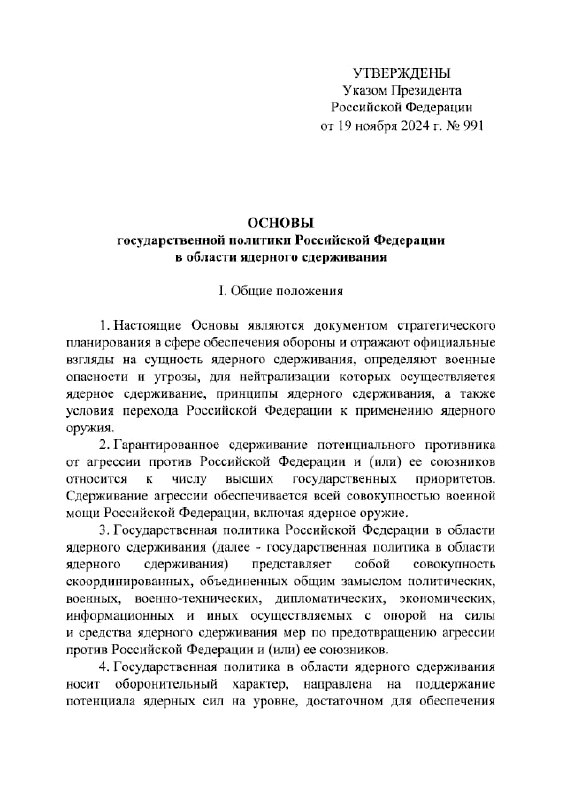 УТВЕРЖДЕНЫ
Указом Президента
Российской Федерации
от 19 ноября 2024 г. № 991
ОСНОВЫ
государственной политики Российской Федерации
в области ядерного сдерживания
I. Общие положения
1. Настоящие Основы являются документом стратегического
планирования в сфере обеспечения обороны и отражают официальные
взгляды на сущность ядерного сдерживания, определяют военные
опасности и угрозы, для нейтрализации которых осуществляется
ядерное сдерживание, принципы ядерного сдерживания, а также
условия перехода Российской Федерации к применению ядерного
оружия.
2. Гарантированное сдерживание потенциального противника
от агрессии против Российской Федерации и (или) ее союзников
относится к числу высших государственных приоритетов.
Сдерживание агрессии обеспечивается всей совокупностью военной
мощи Российской Федерации, включая ядерное оружие.
3. Государственная политика Российской Федерации в области
ядерного сдерживания (далее - государственная политика в области
ядерного сдерживания) представляет собой совокупность
скоординированных, объединенных общим замыслом политических,
военных, военно-технических, дипломатических, экономических,
информационных и иных осуществляемых с опорой на силы
и средства ядерного сдерживания мер по предотвращению агрессии
против Российской Федерации и (или) ее союзников.
4. Государственная политика в области ядерного сдерживания
носит оборонительный характер, направлена на поддержание
потенциала ядерных сил на уровне, достаточном для обеспечения